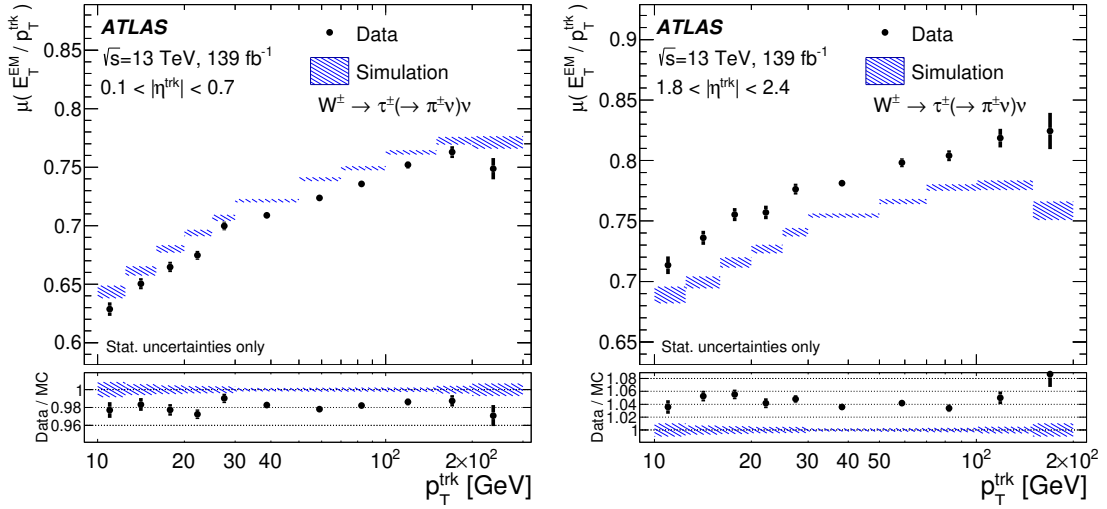 ATLAS
√s=13 TeV, 139 fb⁻¹
0.1 < |η^trk| < 0.7
Data
Simulation
W± → τ±(→ π±ν)ν
μ( E_T^EM / p_T^trk )
0.85
0.8
0.75
0.7
0.65
0.6
Stat. uncertainties only
Data / MC
1
0.98
0.96
10 20 30 40 10² 2×10²
p_T^trk [GeV]
ATLAS
√s=13 TeV, 139 fb⁻¹
1.8 < |η^trk| < 2.4
Data
Simulation
W± → τ±(→ π±ν)ν
μ( E_T^EM / p_T^trk )
0.9
0.85
0.8
0.75
0.7
0.65
Stat. uncertainties only
Data / MC
1.08
1.06
1.04
1.02
1
10 20 30 40 50 10² 2×10²
p_T^trk [GeV]